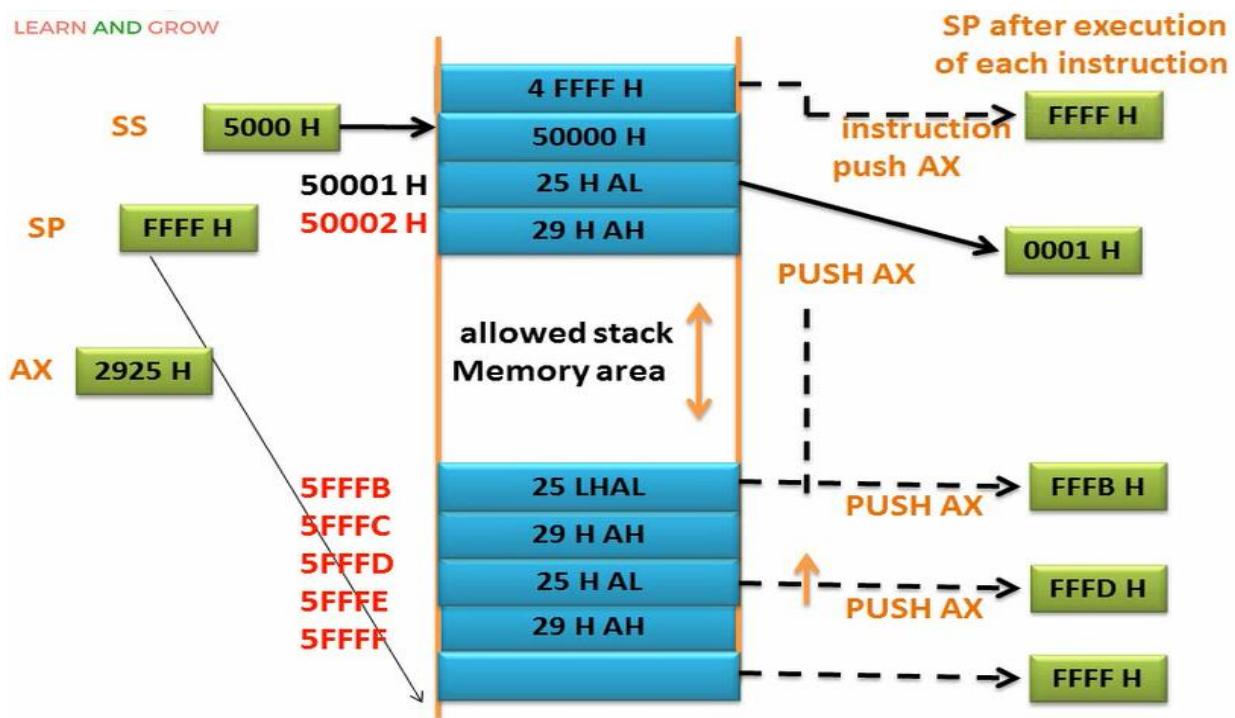 LEARN AND GROW
SP after execution
of each instruction
4 FFFF H
FFFF H
SS
5000 H
50000 H
instruction
push AX
50001 H
25 H AL
50002 H
29 H AH
SP
FFFF H
0001 H
PUSH AX
allowed stack
Memory area
AX
2925 H
5FFFB
25 LHAL
FFFB H
PUSH AX
5FFFC
29 H AH
5FFFD
25 H AL
FFFD H
PUSH AX
5FFFE
29 H AH
5FFFF
FFFF H